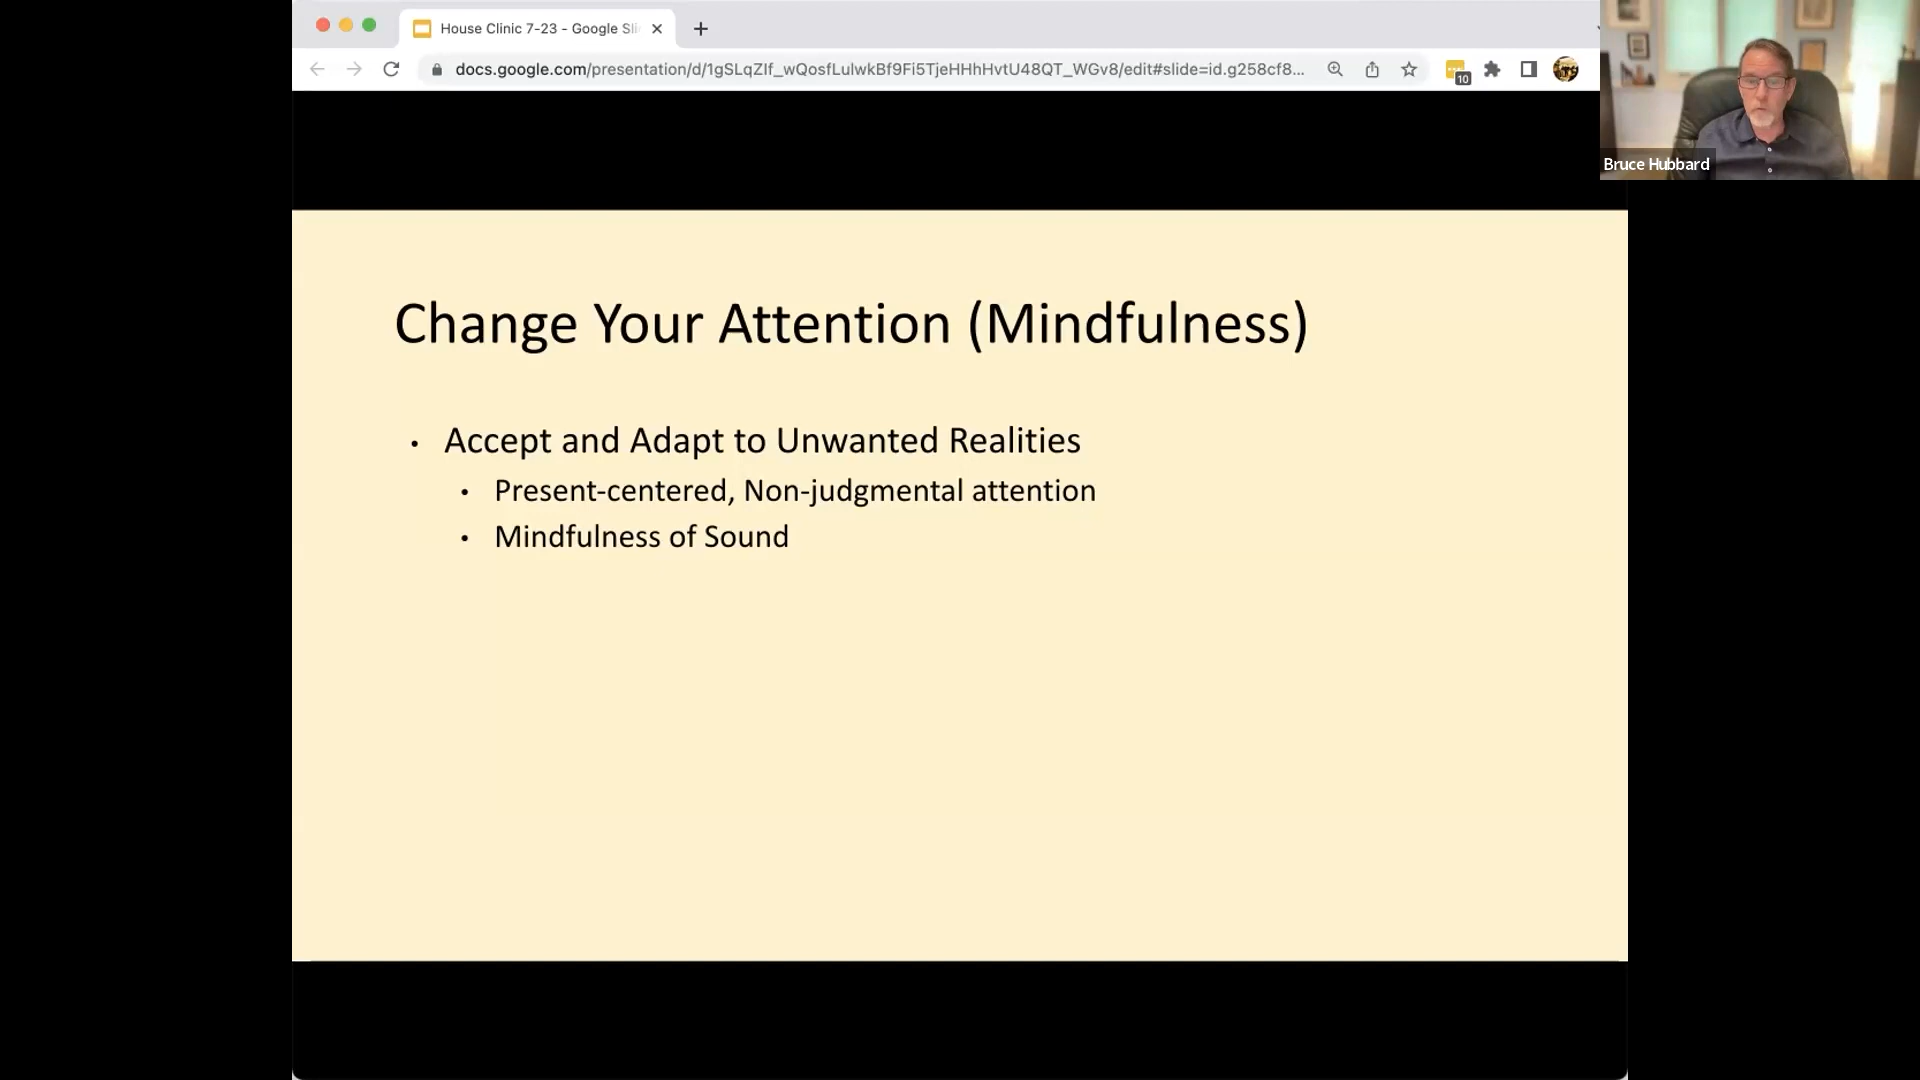 House Clinic 7-23 - Google Sli
docs.google.com/presentation/d/1gSLqZIf_wQosfLulwkBf9Fi5TjeHHhHvtU48QT_WGv8/edit#slide=id.g258cf8...
10
Bruce Hubbard
Change Your Attention (Mindfulness)
• Accept and Adapt to Unwanted Realities
• Present-centered, Non-judgmental attention
• Mindfulness of Sound